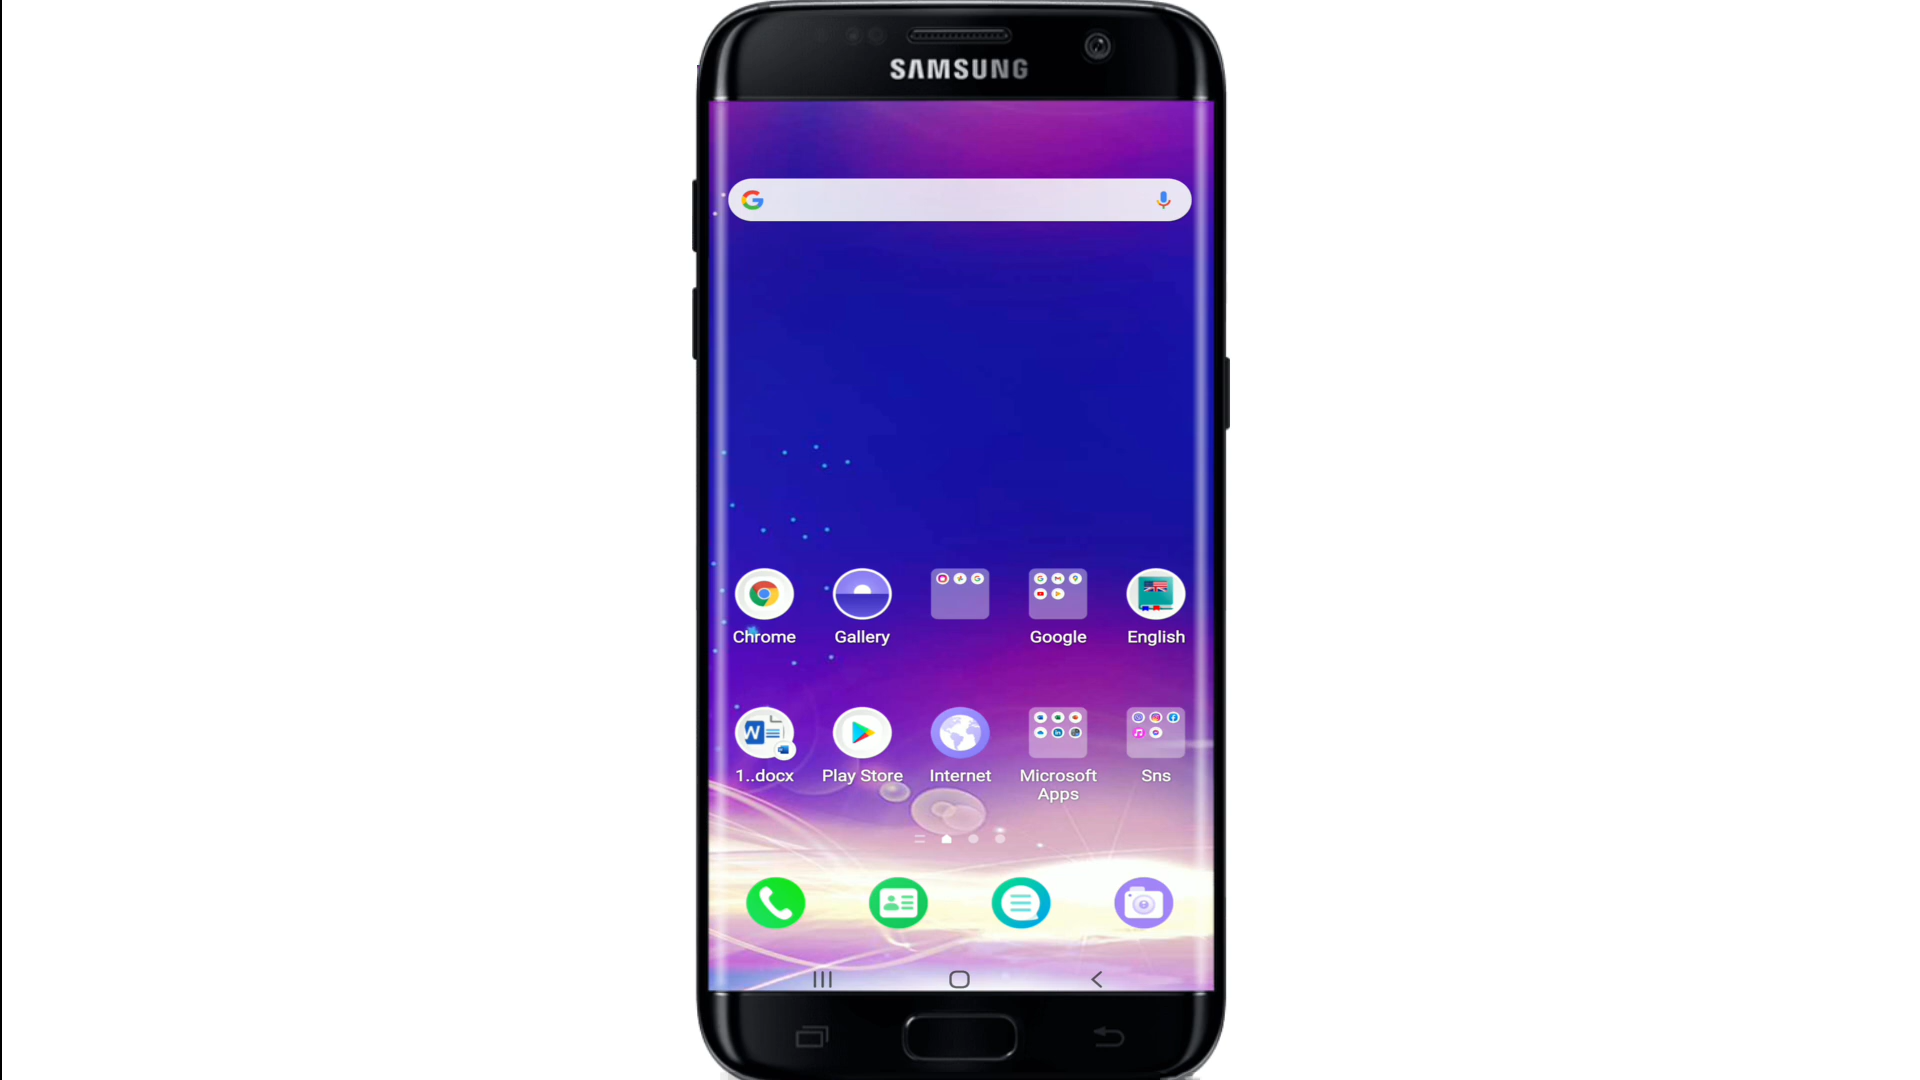 SAMSUNG
Chrome
Gallery
Google
English
1..docx
Play Store
Internet
Microsoft
Apps
Sns